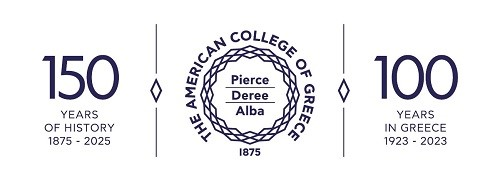 150
YEARS
OF HISTORY
1875 - 2025
THE AMERICAN COLLEGE OF GREECE
Pierce
Deree
Alba
1875
100
YEARS
IN GREECE
1923 - 2023